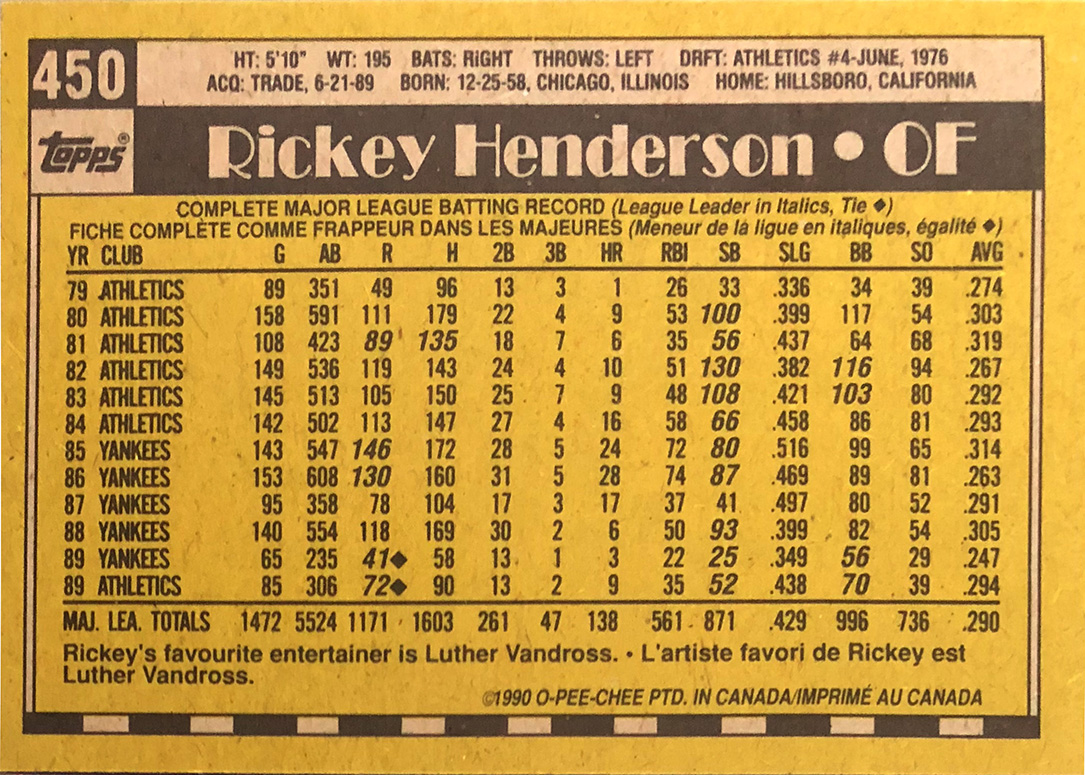 450
HT: 5'10" WT: 195 BATS: RIGHT THROWS: LEFT DRFT: ATHLETICS #4-JUNE, 1976
ACQ: TRADE, 6-21-89 BORN: 12-25-58, CHICAGO, ILLINOIS HOME: HILLSBORO, CALIFORNIA
topps®
Rickey Henderson • OF
COMPLETE MAJOR LEAGUE BATTING RECORD (League Leader in Italics, Tie ◆)
FICHE COMPLÈTE COMME FRAPPEUR DANS LES MAJEURES (Meneur de la ligue en italiques, égalité ◆)
YR CLUB G AB R H 2B 3B HR RBI SB SLG BB SO AVG
79 ATHLETICS 89 351 49 96 13 3 1 26 33 .336 34 39 .274
80 ATHLETICS 158 591 111 179 22 4 9 53 100 .399 117 54 .303
81 ATHLETICS 108 423 89 135 18 7 6 35 56 .437 64 68 .319
82 ATHLETICS 149 536 119 143 24 4 10 51 130 .382 116 94 .267
83 ATHLETICS 145 513 105 150 25 7 9 48 108 .421 103 80 .292
84 ATHLETICS 142 502 113 147 27 4 16 58 66 .458 86 81 .293
85 YANKEES 143 547 146 172 28 5 24 72 80 .516 99 65 .314
86 YANKEES 153 608 130 160 31 5 28 74 87 .469 89 81 .263
87 YANKEES 95 358 78 104 17 3 17 37 41 .497 80 52 .291
88 YANKEES 140 554 118 169 30 2 6 50 93 .399 82 54 .305
89 YANKEES 65 235 41◆ 58 13 1 3 22 25 .349 56 29 .247
89 ATHLETICS 85 306 72◆ 90 13 2 9 35 52 .438 70 39 .294
MAJ. LEA. TOTALS 1472 5524 1171 1603 261 47 138 561 871 .429 996 736 .290
Rickey's favourite entertainer is Luther Vandross. • L'artiste favori de Rickey est
Luther Vandross.
©1990 O-PEE-CHEE PTD. IN CANADA/IMPRIMÉ AU CANADA